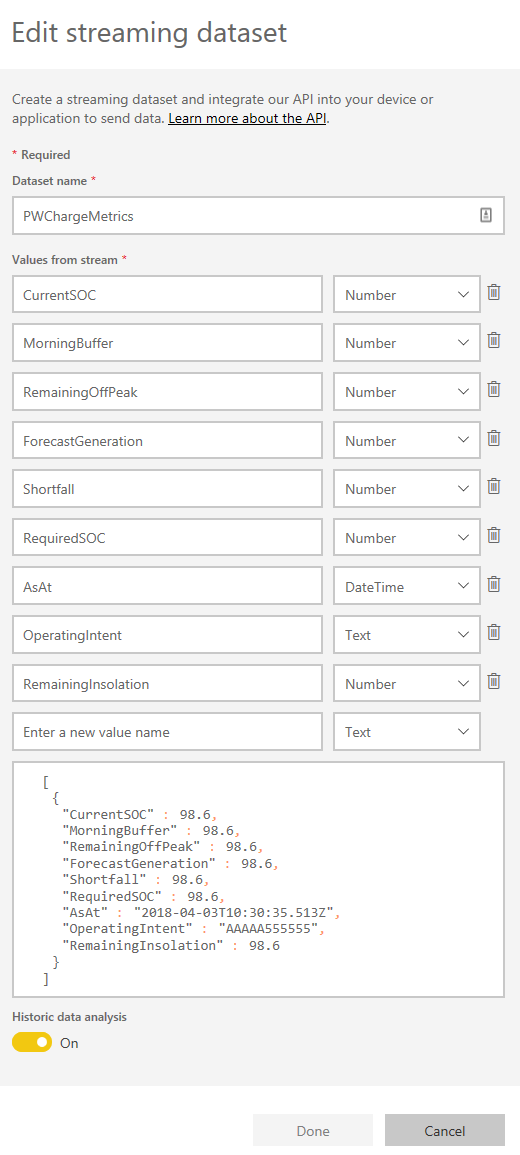 Edit streaming dataset
Create a streaming dataset and integrate our API into your device or
application to send data. Learn more about the API.
* Required
Dataset name *
PWChargeMetrics
Values from stream *
CurrentSOC Number
MorningBuffer Number
RemainingOffPeak Number
ForecastGeneration Number
Shortfall Number
RequiredSOC Number
AsAt DateTime
OperatingIntent Text
RemainingInsolation Number
Enter a new value name Text
[
{
"CurrentSOC" : 98.6,
"MorningBuffer" : 98.6,
"RemainingOffPeak" : 98.6,
"ForecastGeneration" : 98.6,
"Shortfall" : 98.6,
"RequiredSOC" : 98.6,
"AsAt" : "2018-04-03T10:30:35.513Z",
"OperatingIntent" : "AAAAA555555",
"RemainingInsolation" : 98.6
}
]
Historic data analysis
On
Done Cancel